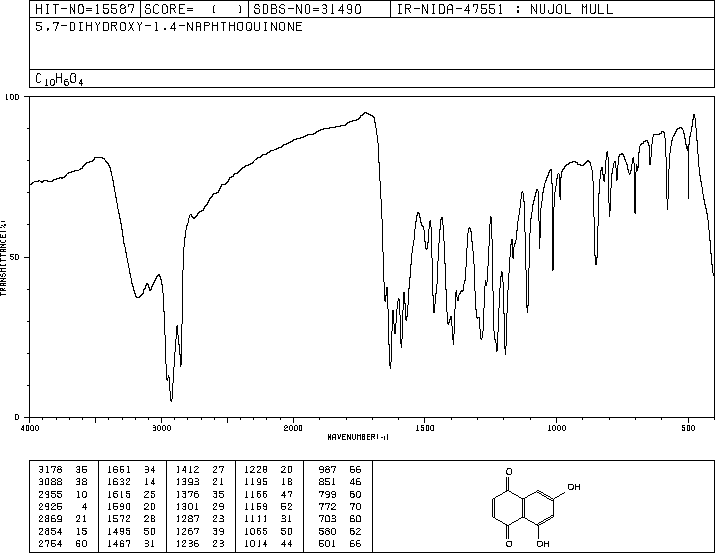 HIT-NO=15587 SCORE= ( ) SDBS-NO=31490 IR-NIDA-47551 : NUJOL MULL
5,7-DIHYDROXY-1,4-NAPHTHOQUINONE
C10H6O4
100
50
0
TRANSMITTANCE(%)
4000 3000 2000 1500 1000 500
WAVENUMBER(-1)
3178 36 1661 34 1412 27 1228 20 987 66
3088 38 1632 14 1393 21 1195 18 851 46
2955 10 1615 25 1376 35 1166 47 799 60
2925 4 1590 20 1301 29 1159 52 772 70
2869 21 1572 28 1287 23 1111 31 703 60
2854 15 1495 50 1267 39 1065 50 580 62
2764 60 1467 31 1236 23 1014 44 501 66
O
OH
O
OH